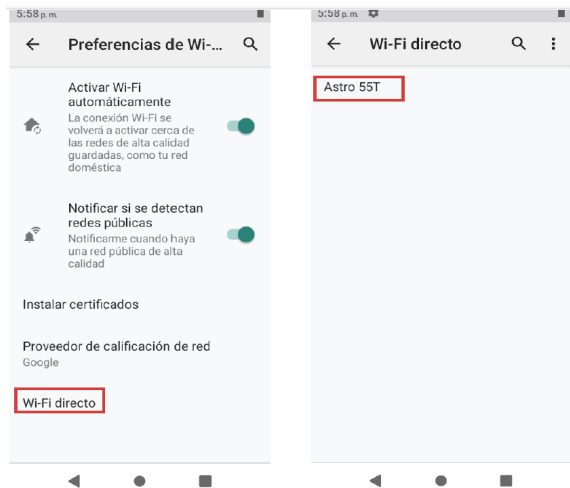 5:58 p. m.
Preferencias de Wi-...
Activar Wi-Fi
automáticamente
La conexión Wi-Fi se
volverá a activar cerca de
las redes de alta calidad
guardadas, como tu red
doméstica
Notificar si se detectan
redes públicas
Notificarme cuando haya
una red pública de alta
calidad
Instalar certificados
Proveedor de calificación de red
Google
Wi-Fi directo
5:58 p. m.
Wi-Fi directo
Astro 55T